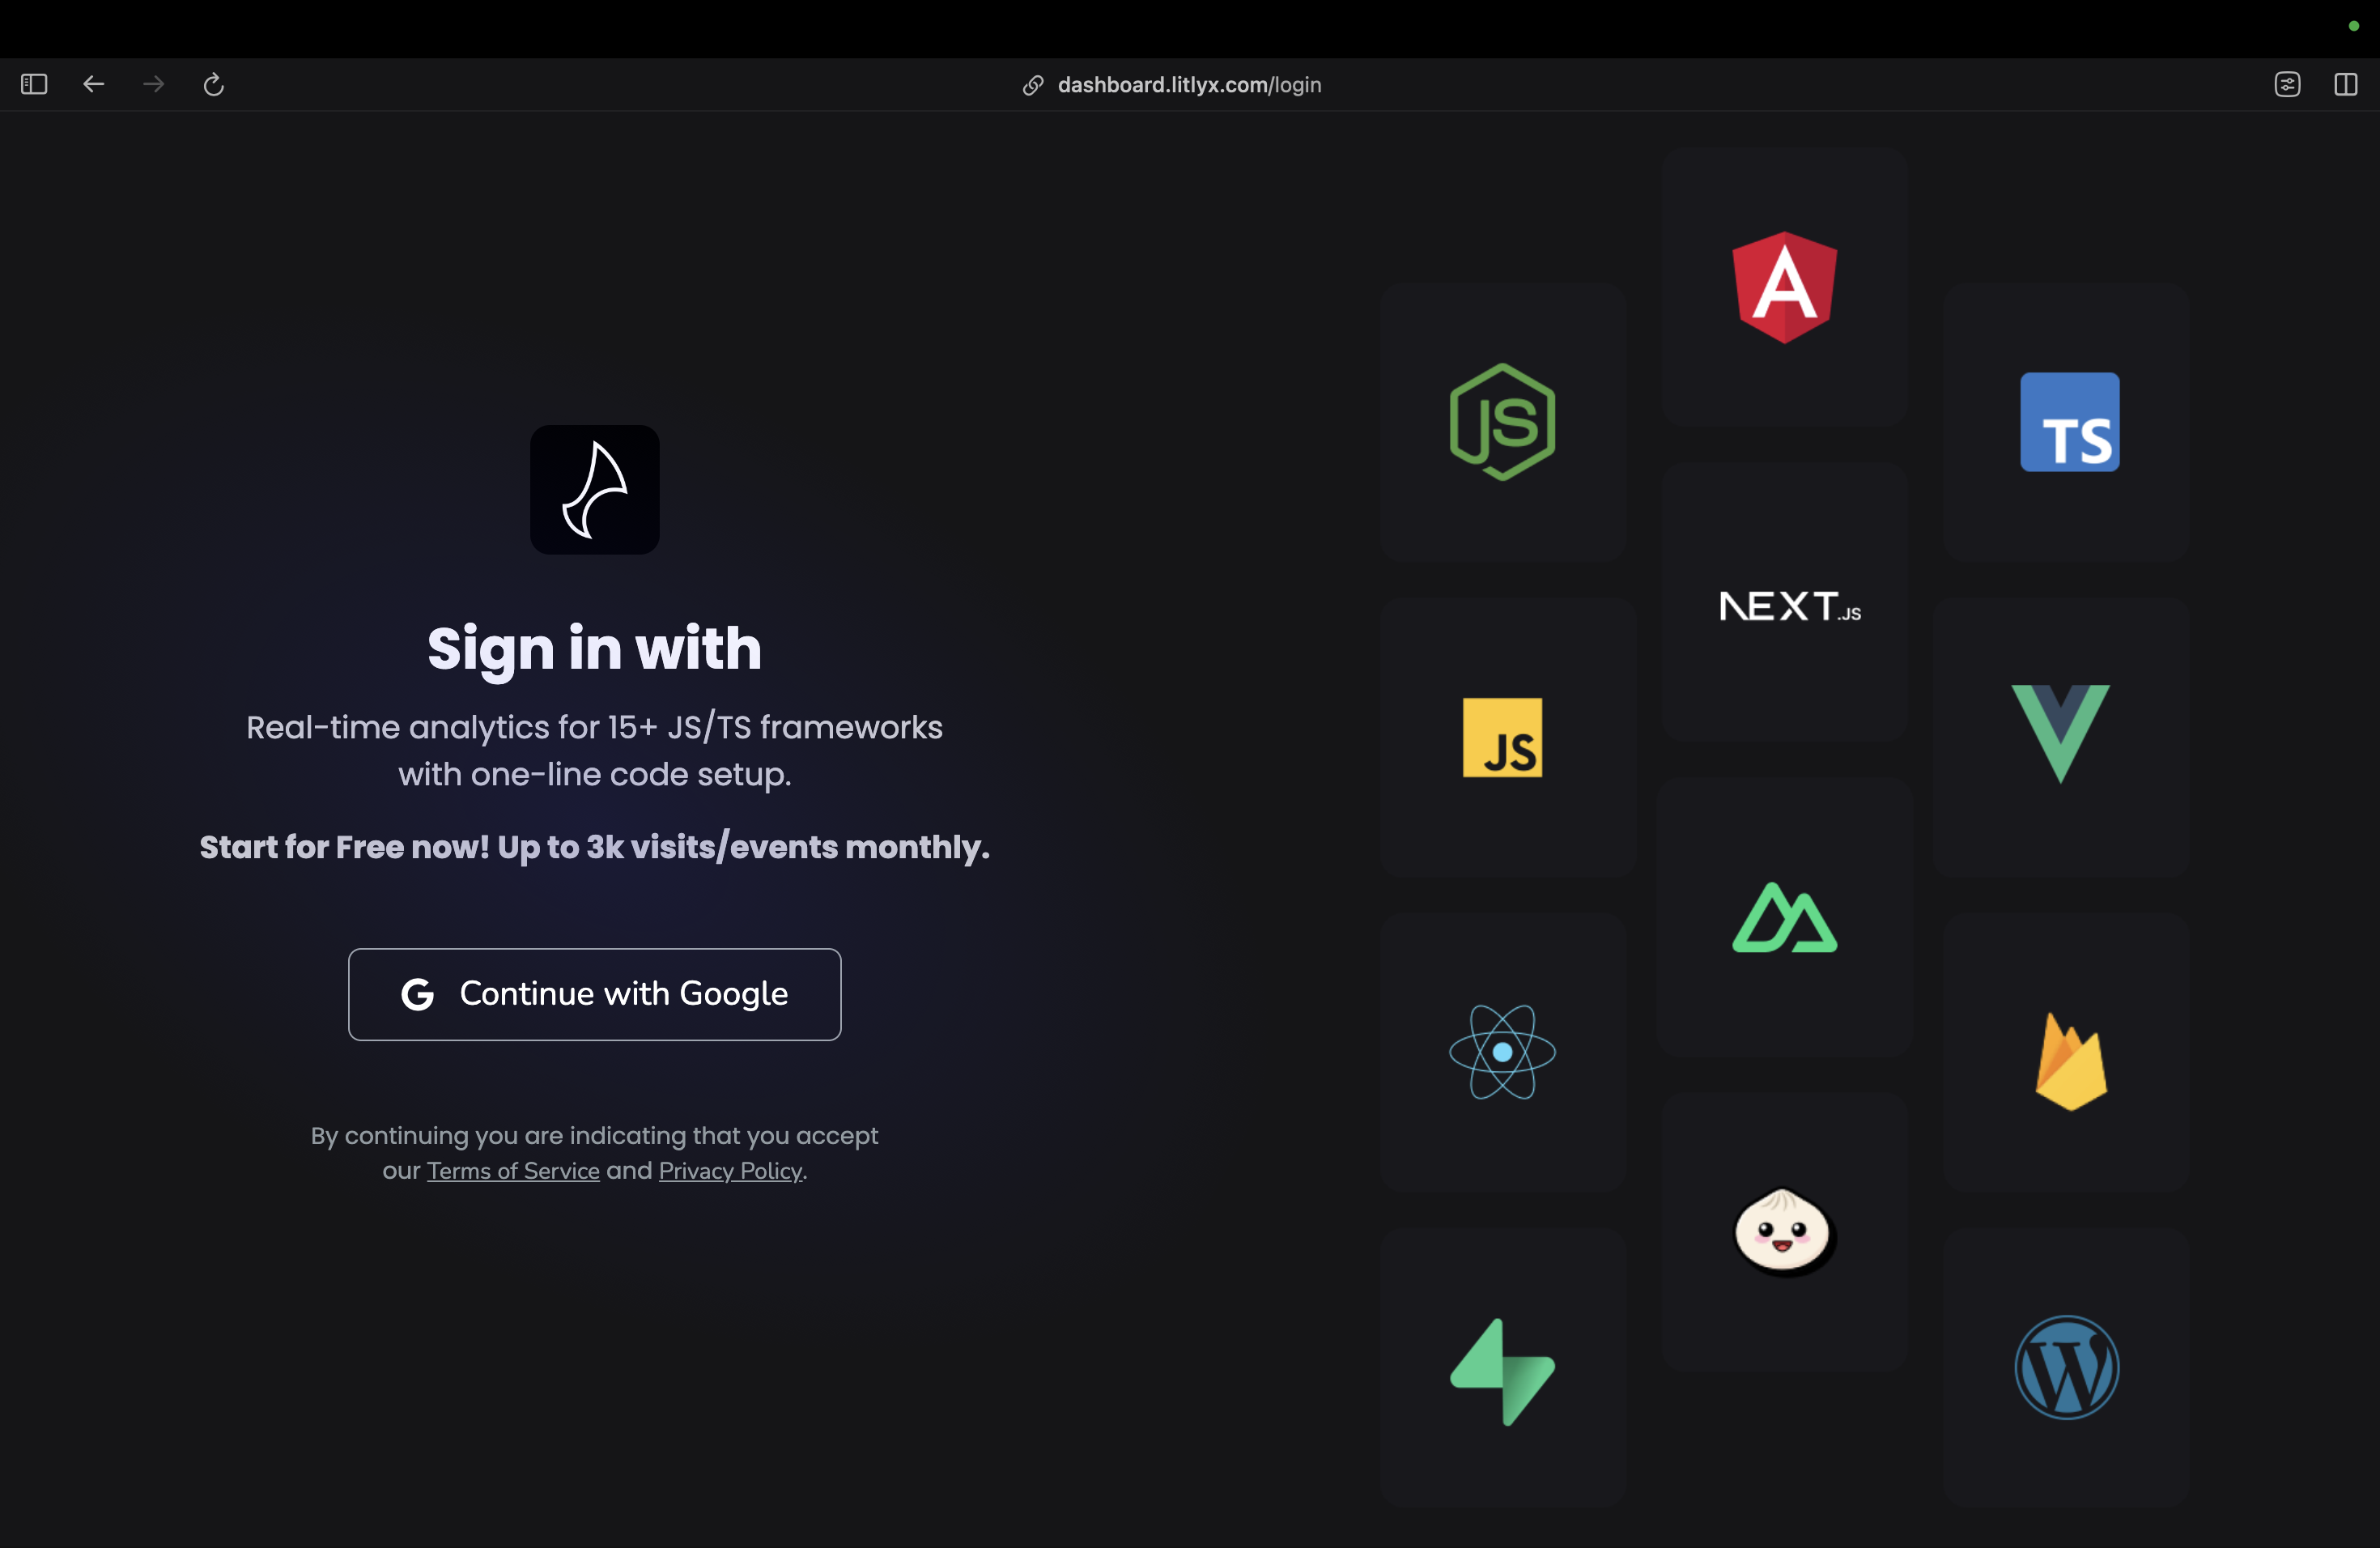 dashboard.litlyx.com/login
Sign in with
Real-time analytics for 15+ JS/TS frameworks
with one-line code setup.
Start for Free now! Up to 3k visits/events monthly.
G Continue with Google
By continuing you are indicating that you accept
our Terms of Service and Privacy Policy.
A
JS
TS
NEXT.JS
JS
W